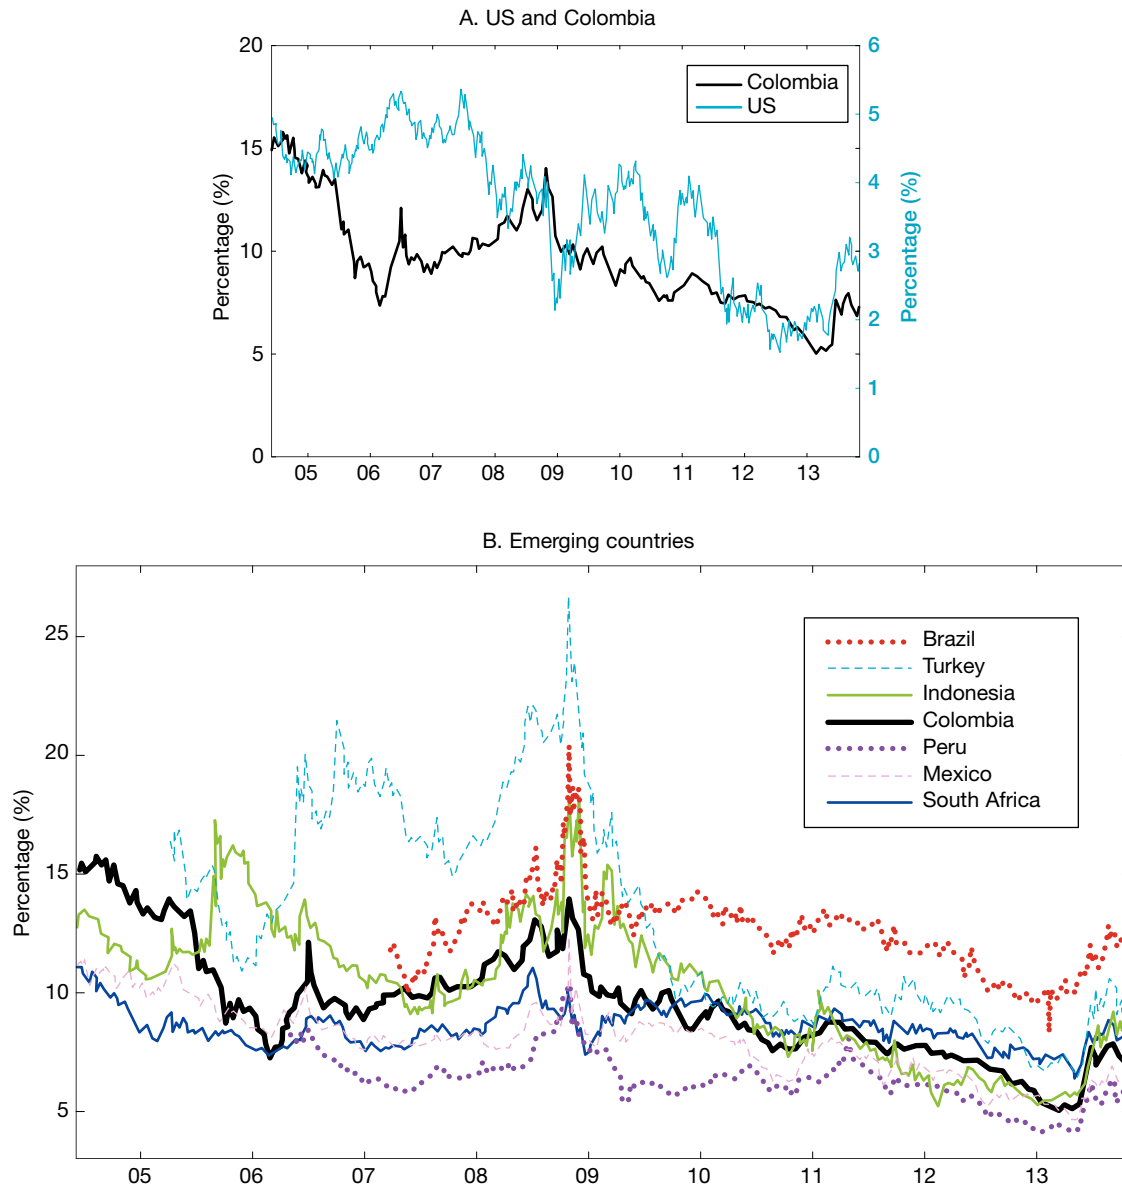 A. US and Colombia
20
15
10
5
0
Percentage (%)
6
5
4
3
2
1
0
Percentage (%)
Colombia
US
05 06 07 08 09 10 11 12 13
B. Emerging countries
25
20
15
10
5
Percentage (%)
Brazil
Turkey
Indonesia
Colombia
Peru
Mexico
South Africa
05 06 07 08 09 10 11 12 13